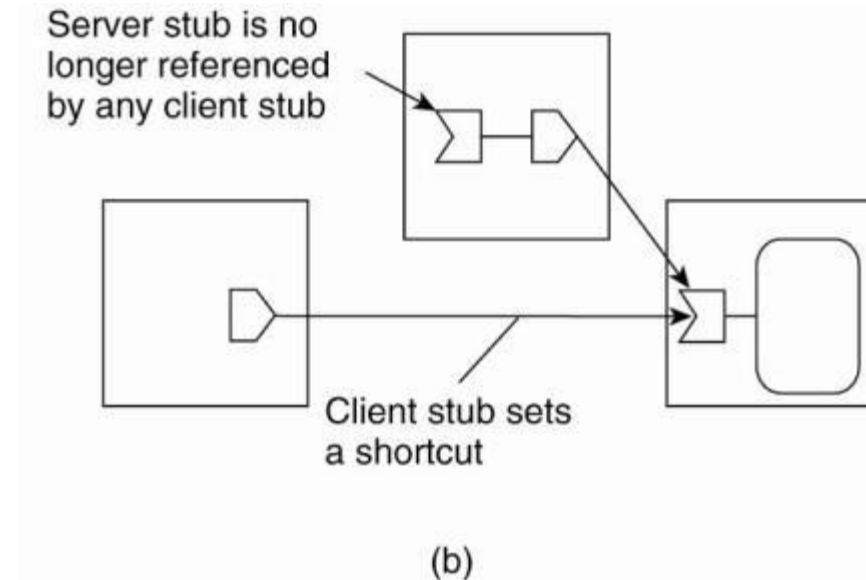 Server stub is no
longer referenced
by any client stub
Client stub sets
a shortcut
(b)